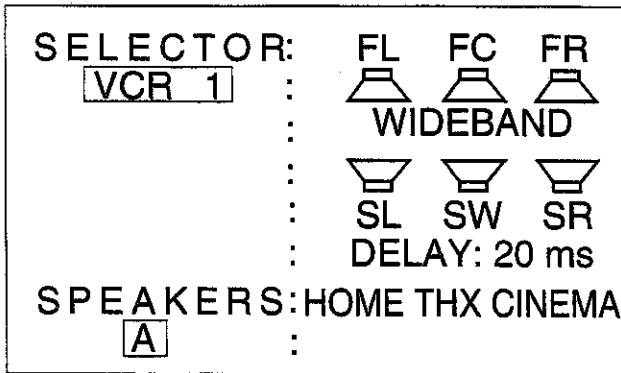 SELECTOR: FL FC FR
VCR 1 :
WIDEBAND
:
: SL SW SR
: DELAY: 20 ms
SPEAKERS: HOME THX CINEMA
A :